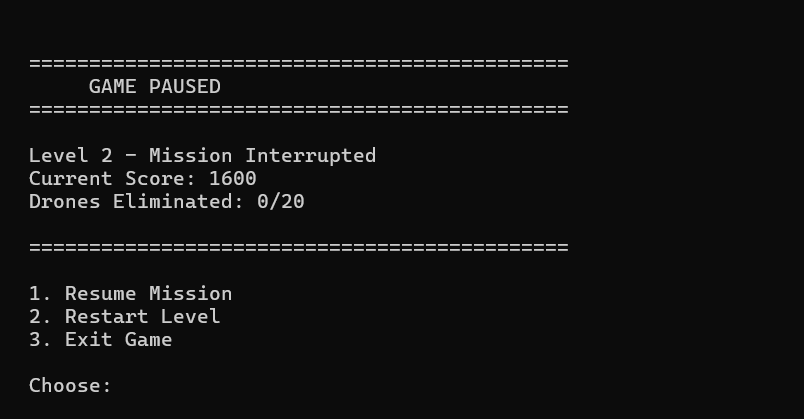 =============================================
GAME PAUSED
=============================================
Level 2 - Mission Interrupted
Current Score: 1600
Drones Eliminated: 0/20
=============================================
1. Resume Mission
2. Restart Level
3. Exit Game
Choose: